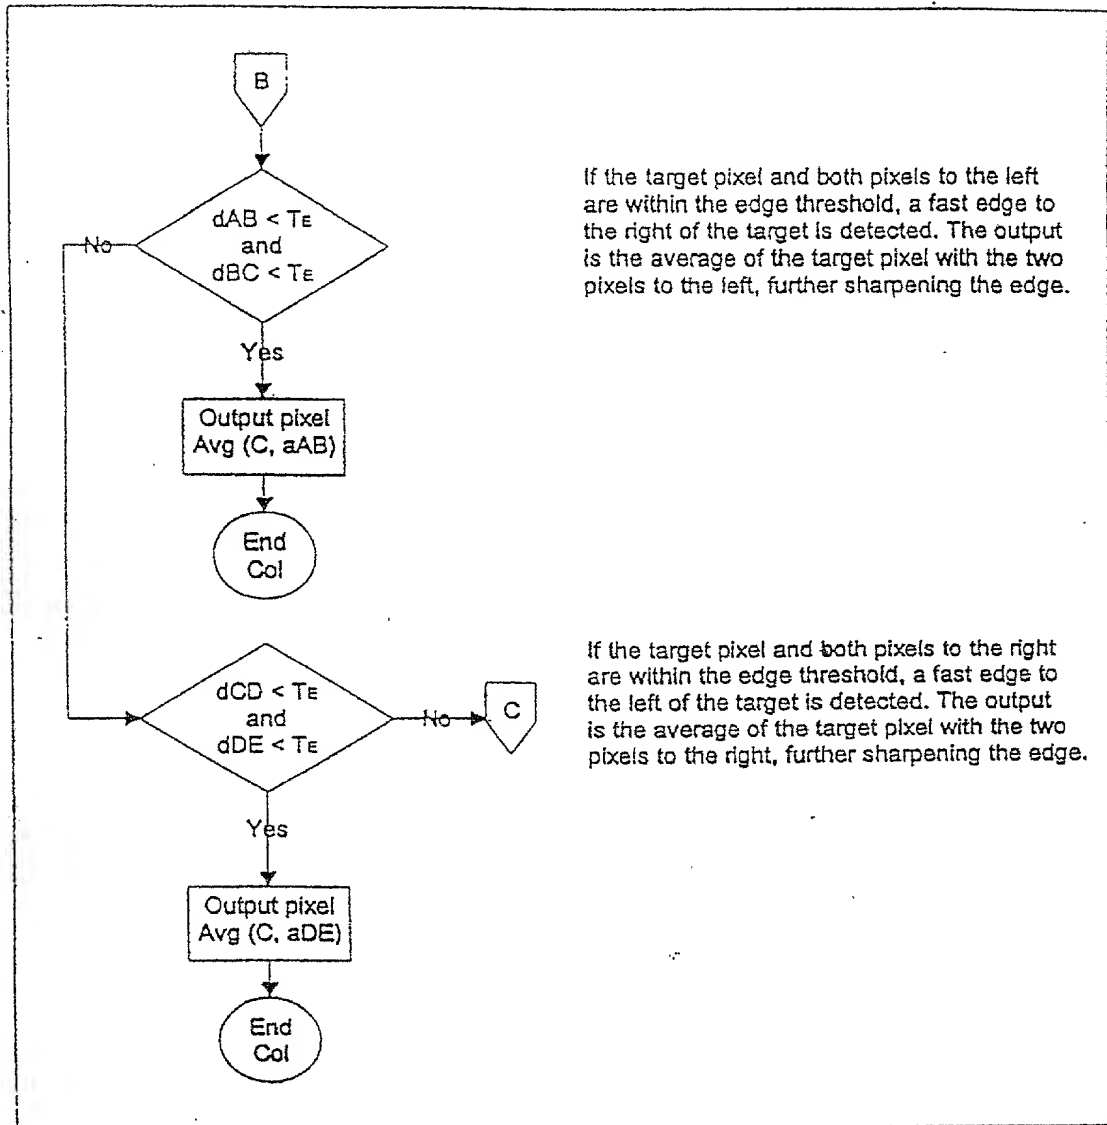 B
If the target pixel and both pixels to the left
are within the edge threshold, a fast edge to
the right of the target is detected. The output
is the average of the target pixel with the two
pixels to the left, further sharpening the edge.
dAB < TE
and
dBC < TE
No
Yes
Output pixel
Avg (C, aAB)
End
Col
If the target pixel and both pixels to the right
are within the edge threshold, a fast edge to
the left of the target is detected. The output
is the average of the target pixel with the two
pixels to the right, further sharpening the edge.
dCD < TE
and
dDE < TE
No
C
Yes
Output pixel
Avg (C, aDE)
End
Col